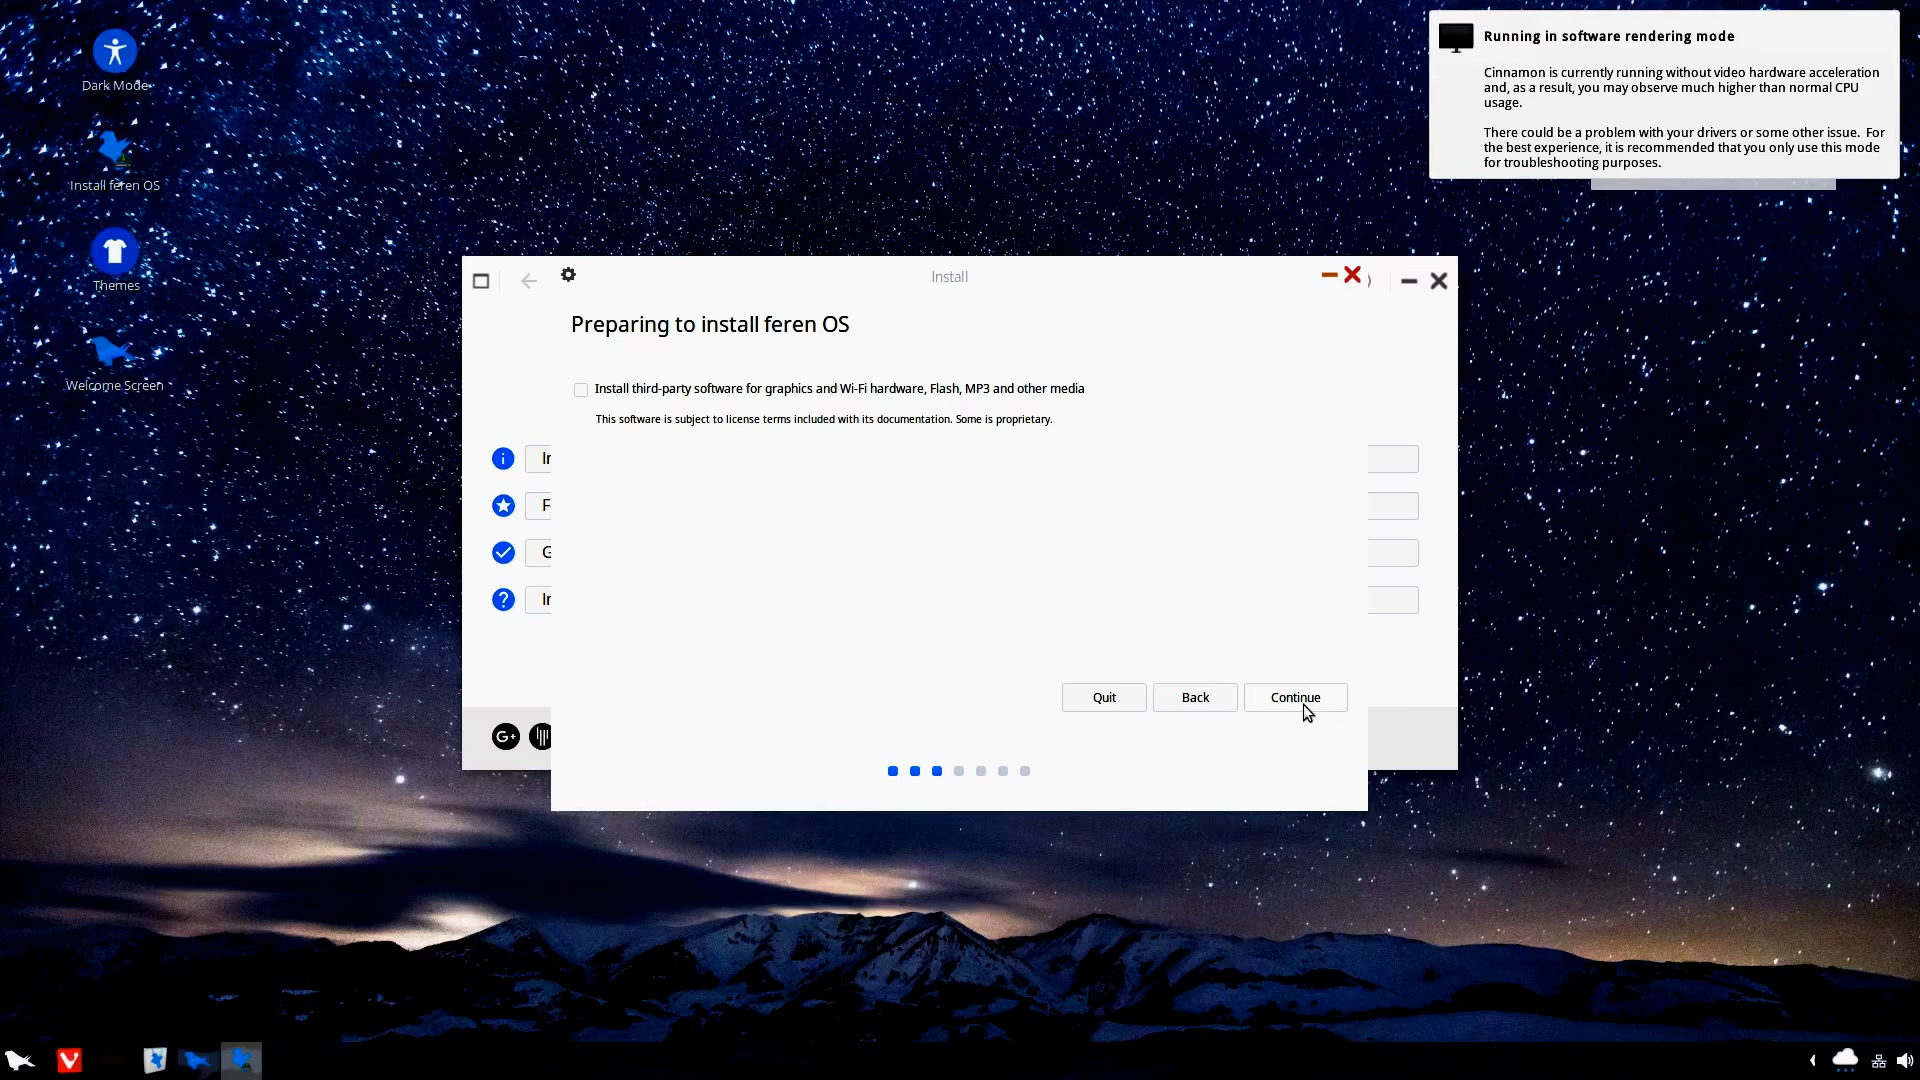 Dark Mode
Install feren OS
Themes
Welcome Screen
Running in software rendering mode
Cinnamon is currently running without video hardware acceleration
and, as a result, you may observe much higher than normal CPU
usage.
There could be a problem with your drivers or some other issue.  For
the best experience, it is recommended that you only use this mode
for troubleshooting purposes.
Install
Preparing to install feren OS
Install third-party software for graphics and Wi-Fi hardware, Flash, MP3 and other media
This software is subject to license terms included with its documentation. Some is proprietary.
Quit
Back
Continue
G+